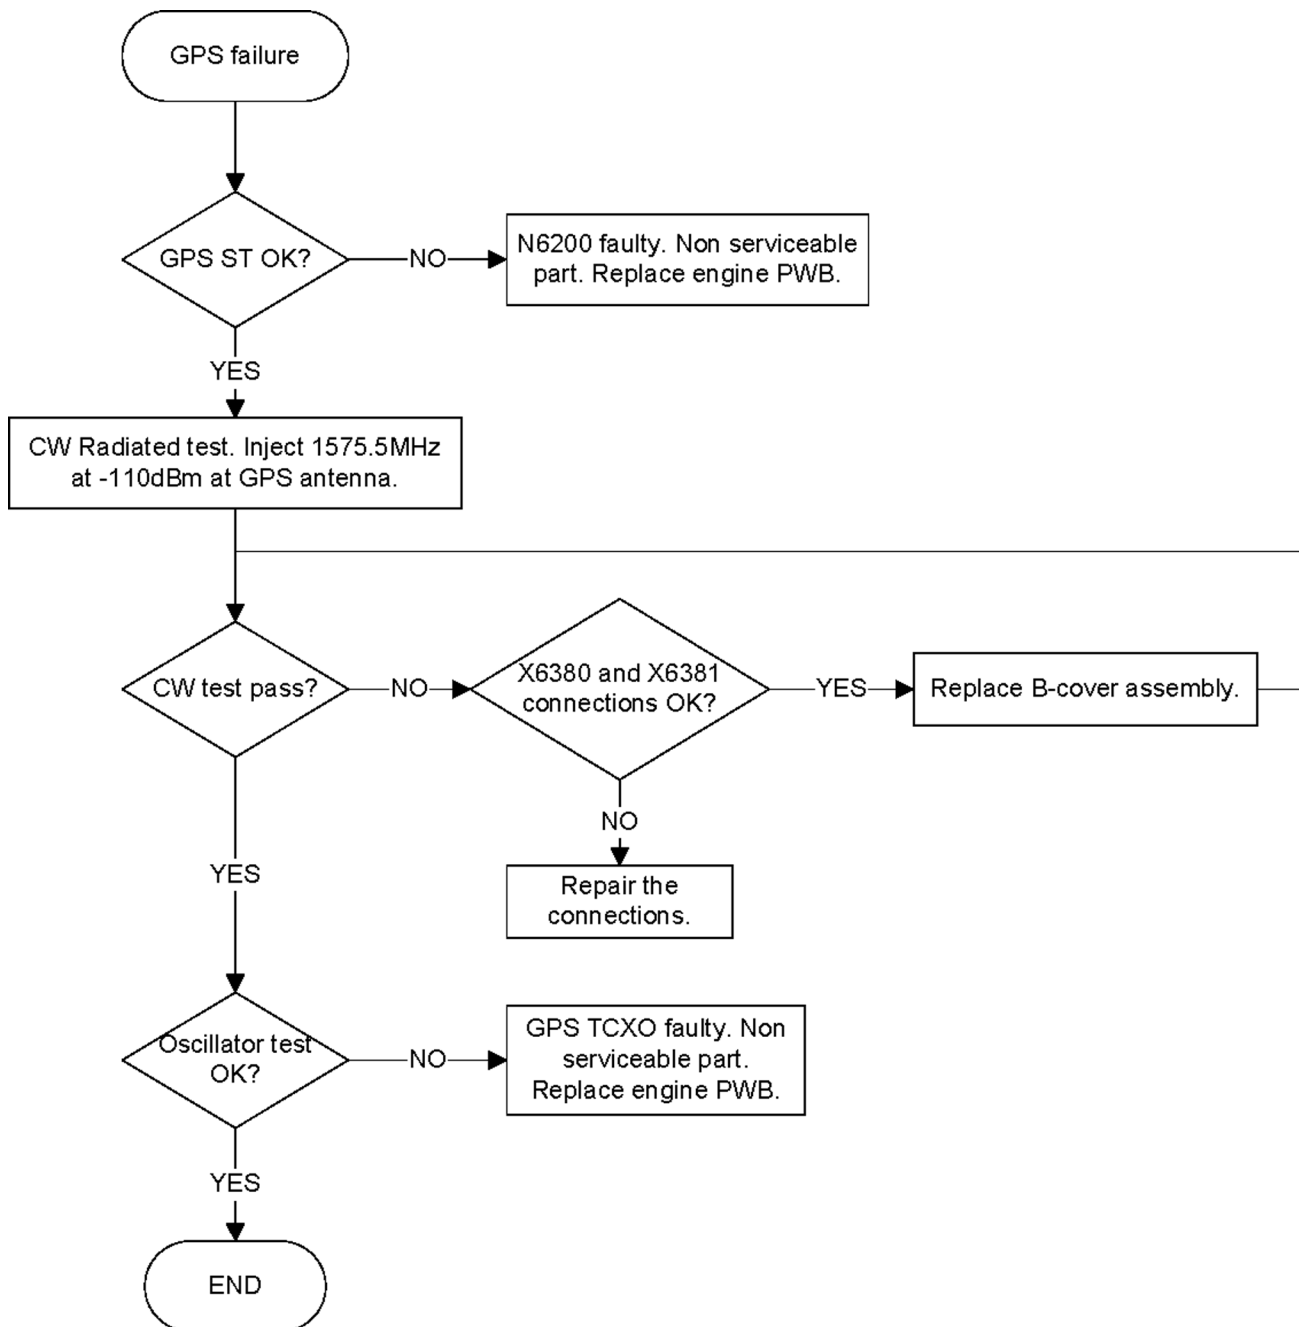 GPS failure
GPS ST OK?
NO
N6200 faulty. Non serviceable
part. Replace engine PWB.
YES
CW Radiated test. Inject 1575.5MHz
at -110dBm at GPS antenna.
CW test pass?
NO
X6380 and X6381
connections OK?
YES
Replace B-cover assembly.
NO
Repair the
connections.
YES
Oscillator test
OK?
NO
GPS TCXO faulty. Non
serviceable part.
Replace engine PWB.
YES
END